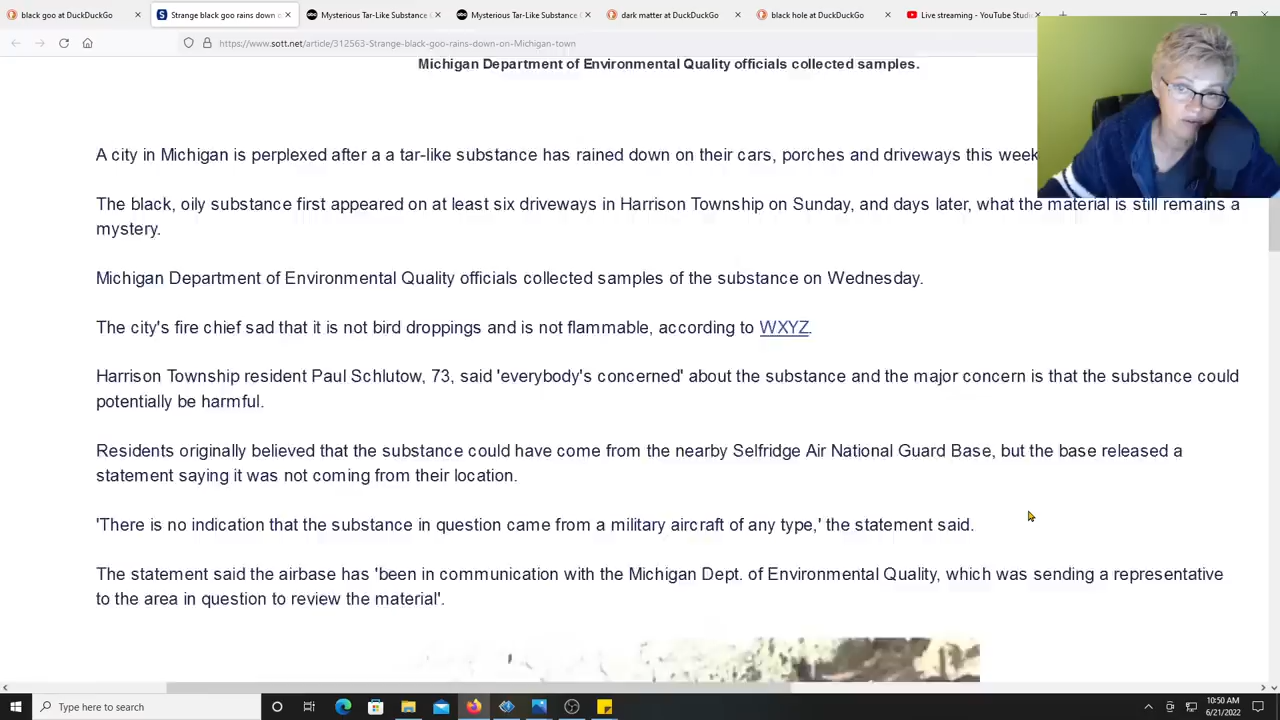 black goo at DuckDuckGo
Strange black goo rains down o
Mysterious Tar-Like Substance
Mysterious Tar-Like Substance
dark matter at DuckDuckGo
black hole at DuckDuckGo
Live streaming - YouTube Studi
https://www.sott.net/article/312563-Strange-black-goo-rains-down-on-Michigan-town
Michigan Department of Environmental Quality officials collected samples.
A city in Michigan is perplexed after a a tar-like substance has rained down on their cars, porches and driveways this week
The black, oily substance first appeared on at least six driveways in Harrison Township on Sunday, and days later, what the material is still remains a
mystery.
Michigan Department of Environmental Quality officials collected samples of the substance on Wednesday.
The city's fire chief sad that it is not bird droppings and is not flammable, according to WXYZ.
Harrison Township resident Paul Schlutow, 73, said 'everybody's concerned' about the substance and the major concern is that the substance could
potentially be harmful.
Residents originally believed that the substance could have come from the nearby Selfridge Air National Guard Base, but the base released a
statement saying it was not coming from their location.
'There is no indication that the substance in question came from a military aircraft of any type,' the statement said.
The statement said the airbase has 'been in communication with the Michigan Dept. of Environmental Quality, which was sending a representative
to the area in question to review the material'.
Type here to search
10:50 AM
6/21/2022